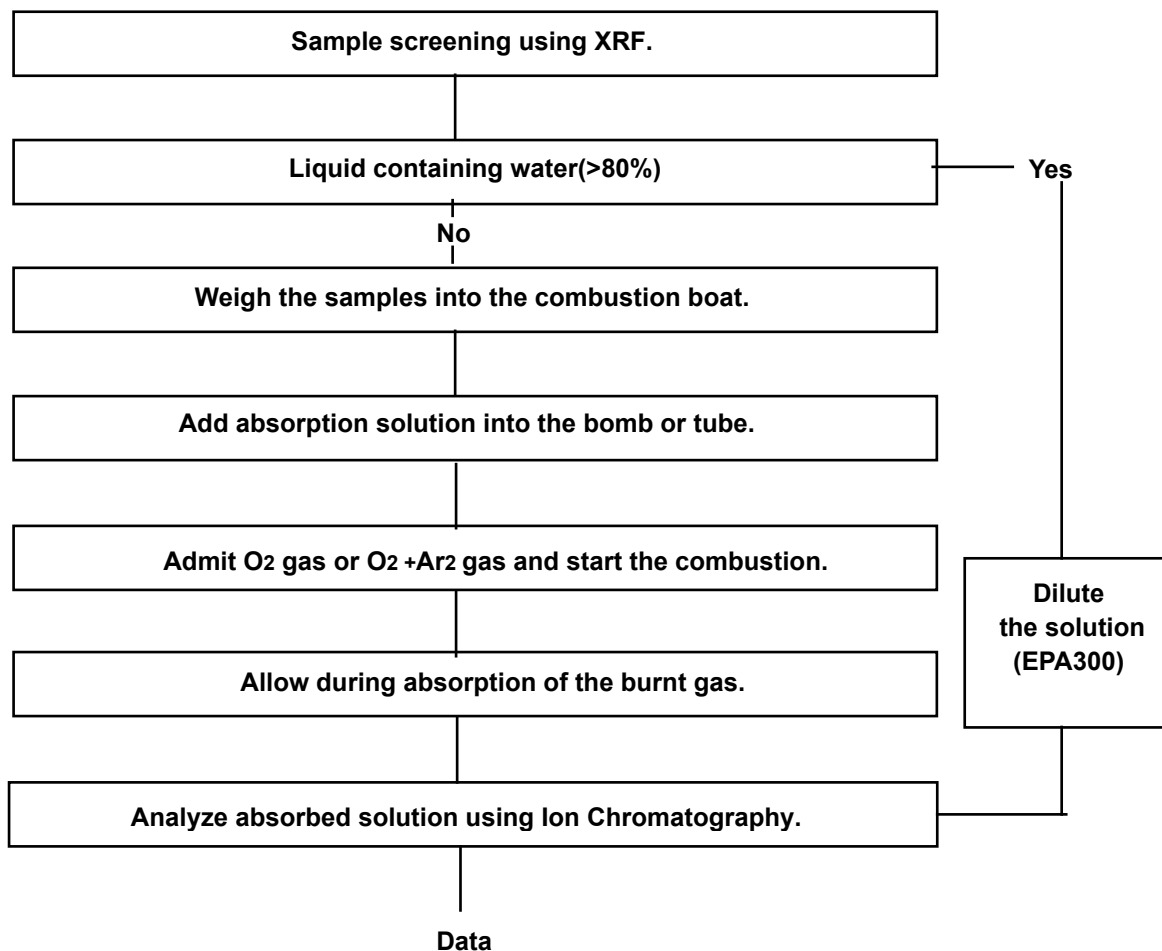 Sample screening using XRF.
Liquid containing water(>80%)
Yes
No
Weigh the samples into the combustion boat.
Add absorption solution into the bomb or tube.
Admit O2 gas or O2 +Ar2 gas and start the combustion.
Dilute
the solution
(EPA300)
Allow during absorption of the burnt gas.
Analyze absorbed solution using Ion Chromatography.
Data